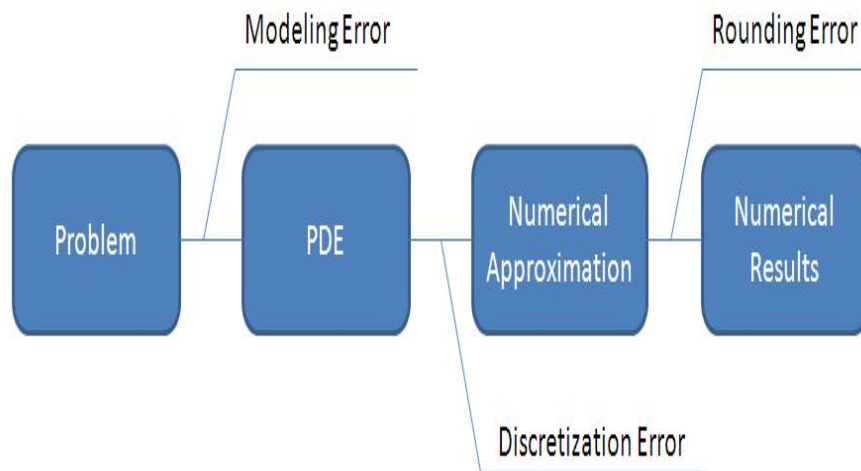 Modeling Error
Rounding Error
Problem
PDE
Numerical
Approximation
Numerical
Results
Discretization Error